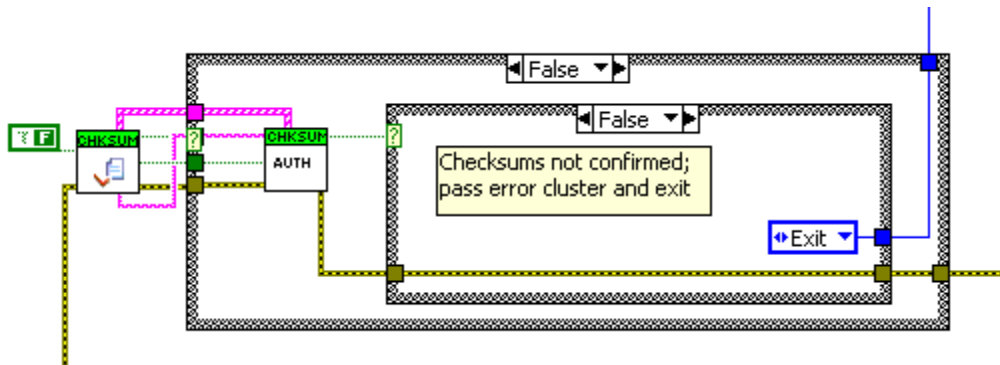 False
False
CHKSUM
CHKSUM
AUTH
?
?
? F
Checksums not confirmed;
pass error cluster and exit
Exit